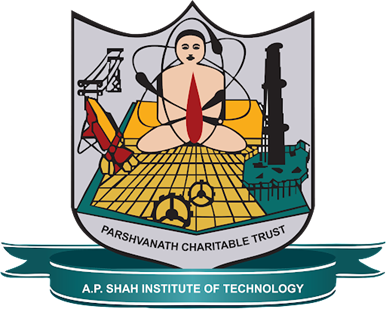 PARSHVANATH CHARITABLE TRUST
A.P. SHAH INSTITUTE OF TECHNOLOGY